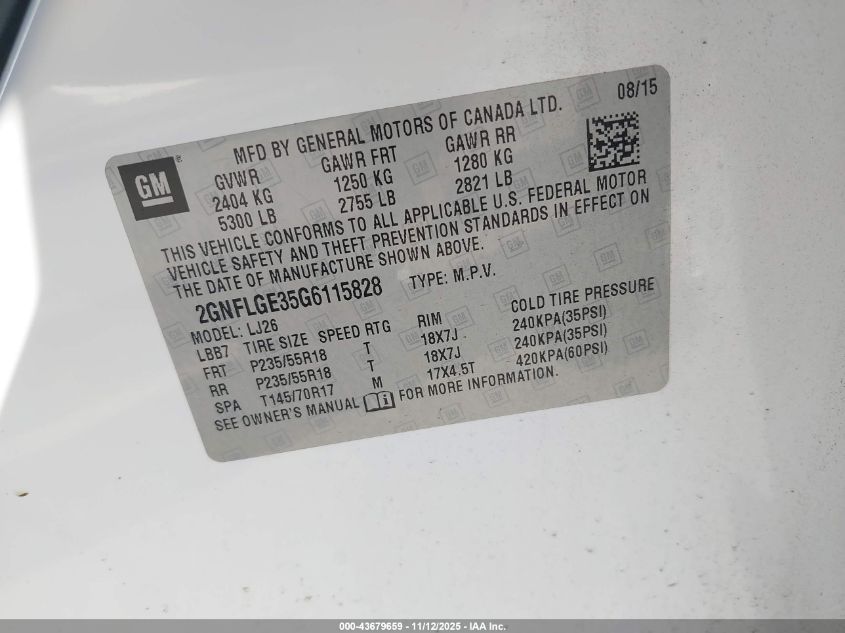 08/15
MFD BY GENERAL MOTORS OF CANADA LTD.
GM ®
GVWR GAWR FRT GAWR RR
2404 KG 1250 KG 1280 KG
5300 LB 2755 LB 2821 LB
THIS VEHICLE CONFORMS TO ALL APPLICABLE U.S. FEDERAL MOTOR
VEHICLE SAFETY AND THEFT PREVENTION STANDARDS IN EFFECT ON
THE DATE OF MANUFACTURE SHOWN ABOVE.
2GNFLGE35G6115828 TYPE: M.P.V.
MODEL: LJ26
LBB7 TIRE SIZE SPEED RTG RIM COLD TIRE PRESSURE
FRT P235/55R18 T 18X7J 240KPA(35PSI)
RR P235/55R18 T 18X7J 240KPA(35PSI)
SPA T145/70R17 M 17X4.5T 420KPA(60PSI)
SEE OWNER'S MANUAL FOR MORE INFORMATION.
000-43679659 - 11/12/2025 - IAA Inc.